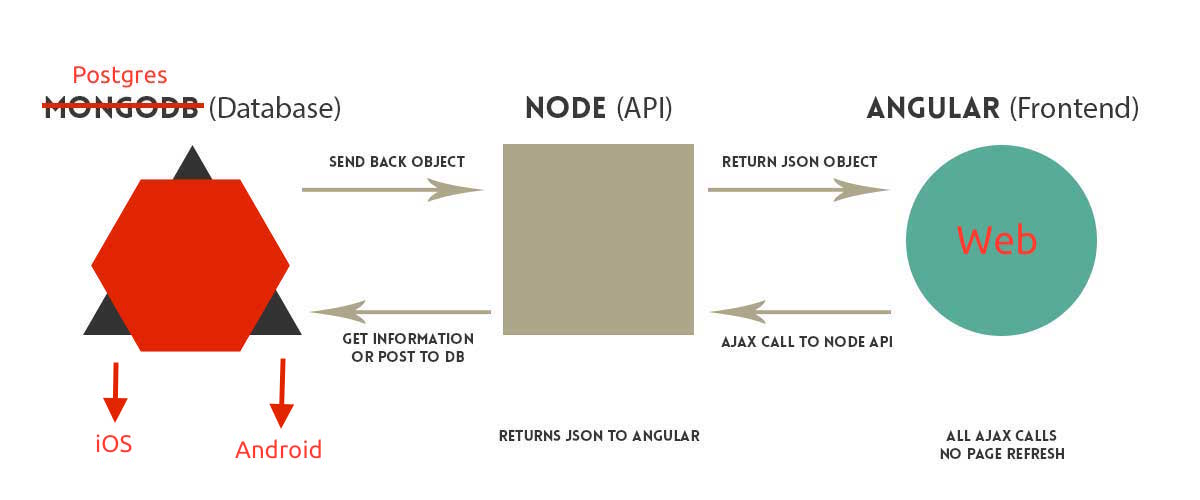 Postgres
MONGODB (Database)
NODE (API)
ANGULAR (Frontend)
SEND BACK OBJECT
RETURN JSON OBJECT
Web
GET INFORMATION
OR POST TO DB
AJAX CALL TO NODE API
iOS
Android
RETURNS JSON TO ANGULAR
ALL AJAX CALLS
NO PAGE REFRESH